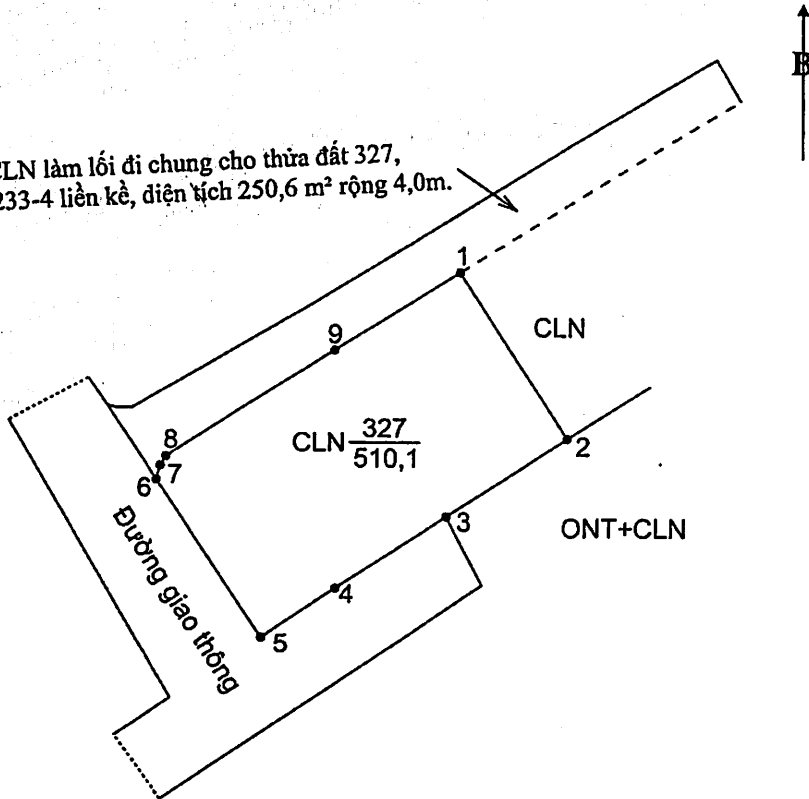 B
CLN làm lối đi chung cho thửa đất 327,
233-4 liền kề, diện tích 250,6 m² rộng 4,0m.
1
CLN
9
8
CLN 327
510,1
2
7
6
3
ONT+CLN
Đường giao thông
4
5